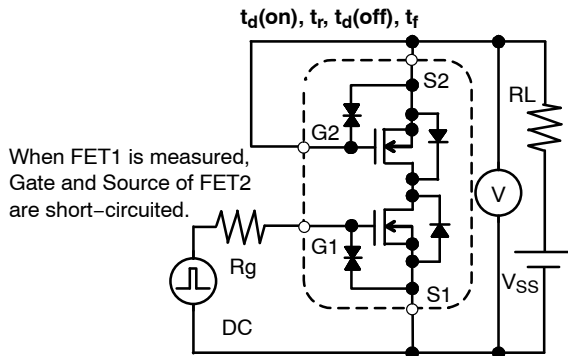 td(on), tr, td(off), tf
S2
RL
G2
When FET1 is measured,
Gate and Source of FET2
are short−circuited.
V
G1
Rg
VSS
S1
DC